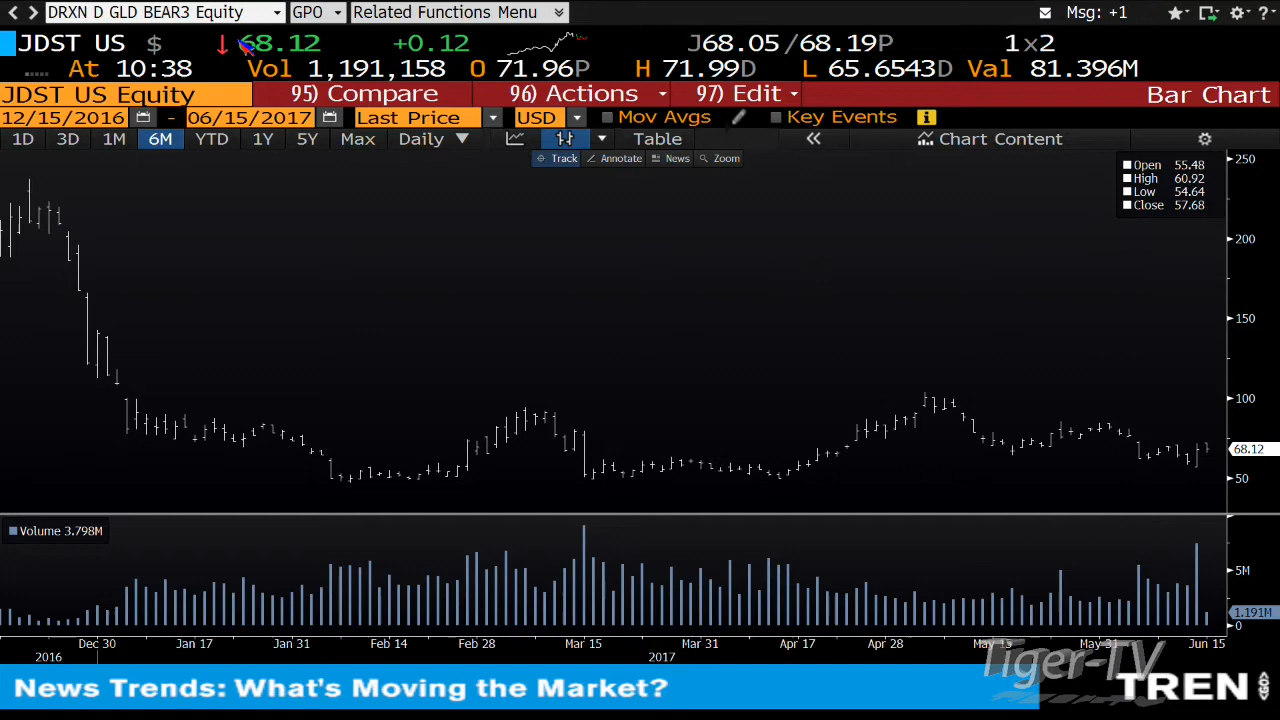 DRXN D GLD BEAR3 Equity GPO Related Functions Menu Msg: +1 ?
JDST US $ ↓ 68.12 +0.12 J68.05 /68.19P 1×2
At 10:38 Vol 1,191,158 O 71.96P H 71.99D L 65.6543D Val 81.396M
JDST US Equity 95) Compare 96) Actions 97) Edit Bar Chart
12/15/2016 - 06/15/2017 Last Price USD Mov Avgs Key Events i
1D 3D 1M 6M YTD 1Y 5Y Max Daily ▼ Table « Chart Content
Track Annotate News Zoom
Open 55.48
High 60.92
Low 54.64
Close 57.68
250
200
150
100
68.12
50
Volume 3.798M
5M
1.191M
0
Dec 30 Jan 17 Jan 31 Feb 14 Feb 28 Mar 15 Mar 31 Apr 13 Apr 28 May 15 May 31 Jun 15
2016 2017
Tiger-TV
News Trends: What's Moving the Market?
TREN